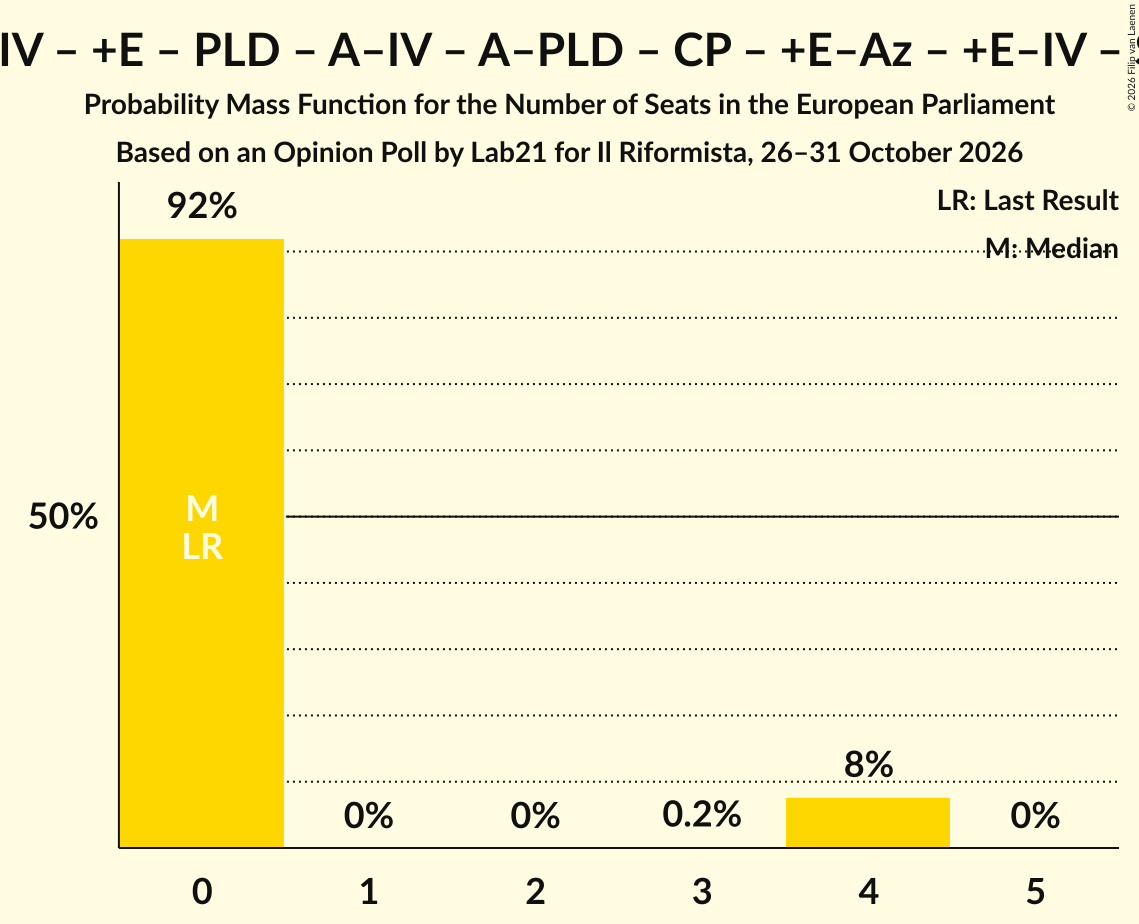 IV – +E – PLD – A–IV – A–PLD – CP – +E–Az – +E–IV –
Probability Mass Function for the Number of Seats in the European Parliament
Based on an Opinion Poll by Lab21 for Il Riformista, 26–31 October 2026
© 2026 Filip van Laenen
LR: Last Result
M: Median
92%
50%
M
LR
0%
0%
0.2%
8%
0%
0
1
2
3
4
5